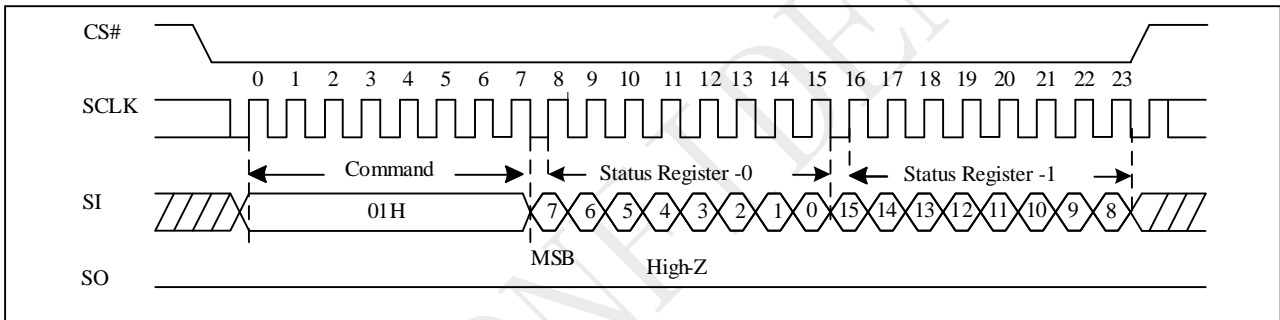 CS#
0 1 2 3 4 5 6 7 8 9 10 11 12 13 14 15 16 17 18 19 20 21 22 23
SCLK
Command Status Register -0 Status Register -1
SI 01H 7 6 5 4 3 2 1 0 15 14 13 12 11 10 9 8
MSB High-Z
SO